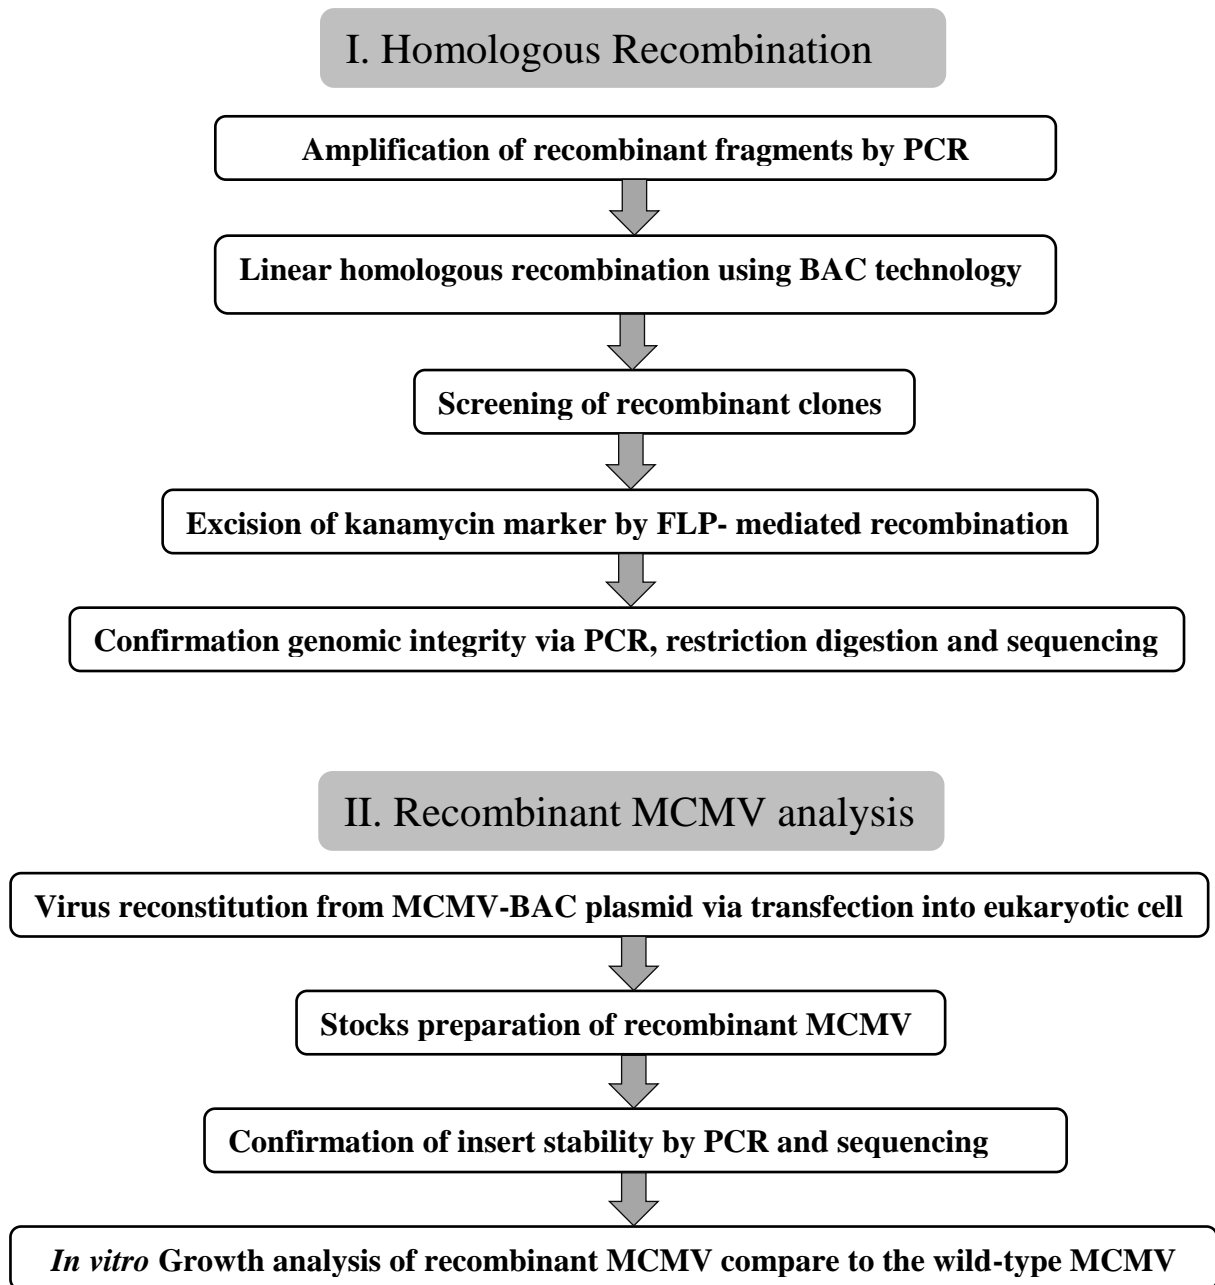 I. Homologous Recombination
Amplification of recombinant fragments by PCR
Linear homologous recombination using BAC technology
Screening of recombinant clones
Excision of kanamycin marker by FLP- mediated recombination
Confirmation genomic integrity via PCR, restriction digestion and sequencing
II. Recombinant MCMV analysis
Virus reconstitution from MCMV-BAC plasmid via transfection into eukaryotic cell
Stocks preparation of recombinant MCMV
Confirmation of insert stability by PCR and sequencing
In vitro Growth analysis of recombinant MCMV compare to the wild-type MCMV